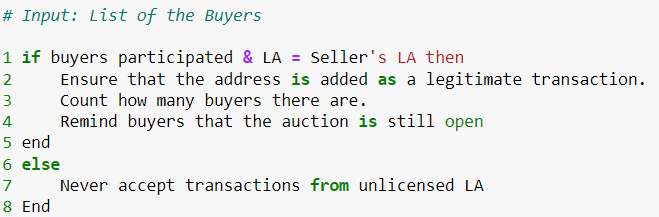 # Input: List of the Buyers
1 if buyers participated & LA = Seller's LA then
2 Ensure that the address is added as a legitimate transaction.
3 Count how many buyers there are.
4 Remind buyers that the auction is still open
5 end
6 else
7 Never accept transactions from unlicensed LA
8 End